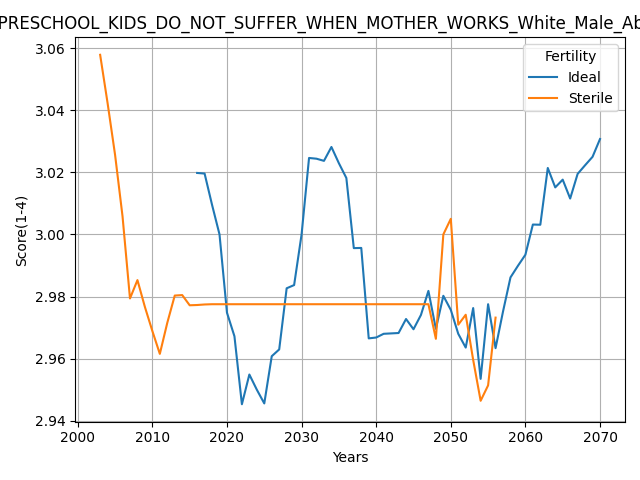 PRESCHOOL_KIDS_DO_NOT_SUFFER_WHEN_MOTHER_WORKS_White_Male_Ab
Fertility
Ideal
Sterile
3.06
3.04
3.02
3.00
2.98
2.96
2.94
Score(1-4)
2000 2010 2020 2030 2040 2050 2060 2070
Years